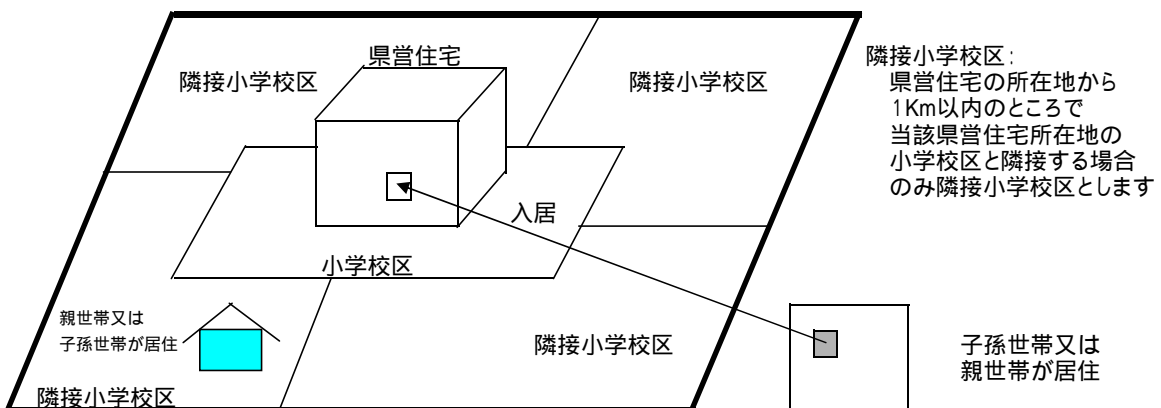 県営住宅
隣接小学校区
隣接小学校区
隣接小学校区:
県営住宅の所在地から
1Km以内のところで
当該県営住宅所在地の
小学校区と隣接する場合
のみ隣接小学校区とします
入居
小学校区
親世帯又は
子孫世帯が居住
隣接小学校区
隣接小学校区
子孫世帯又は
親世帯が居住